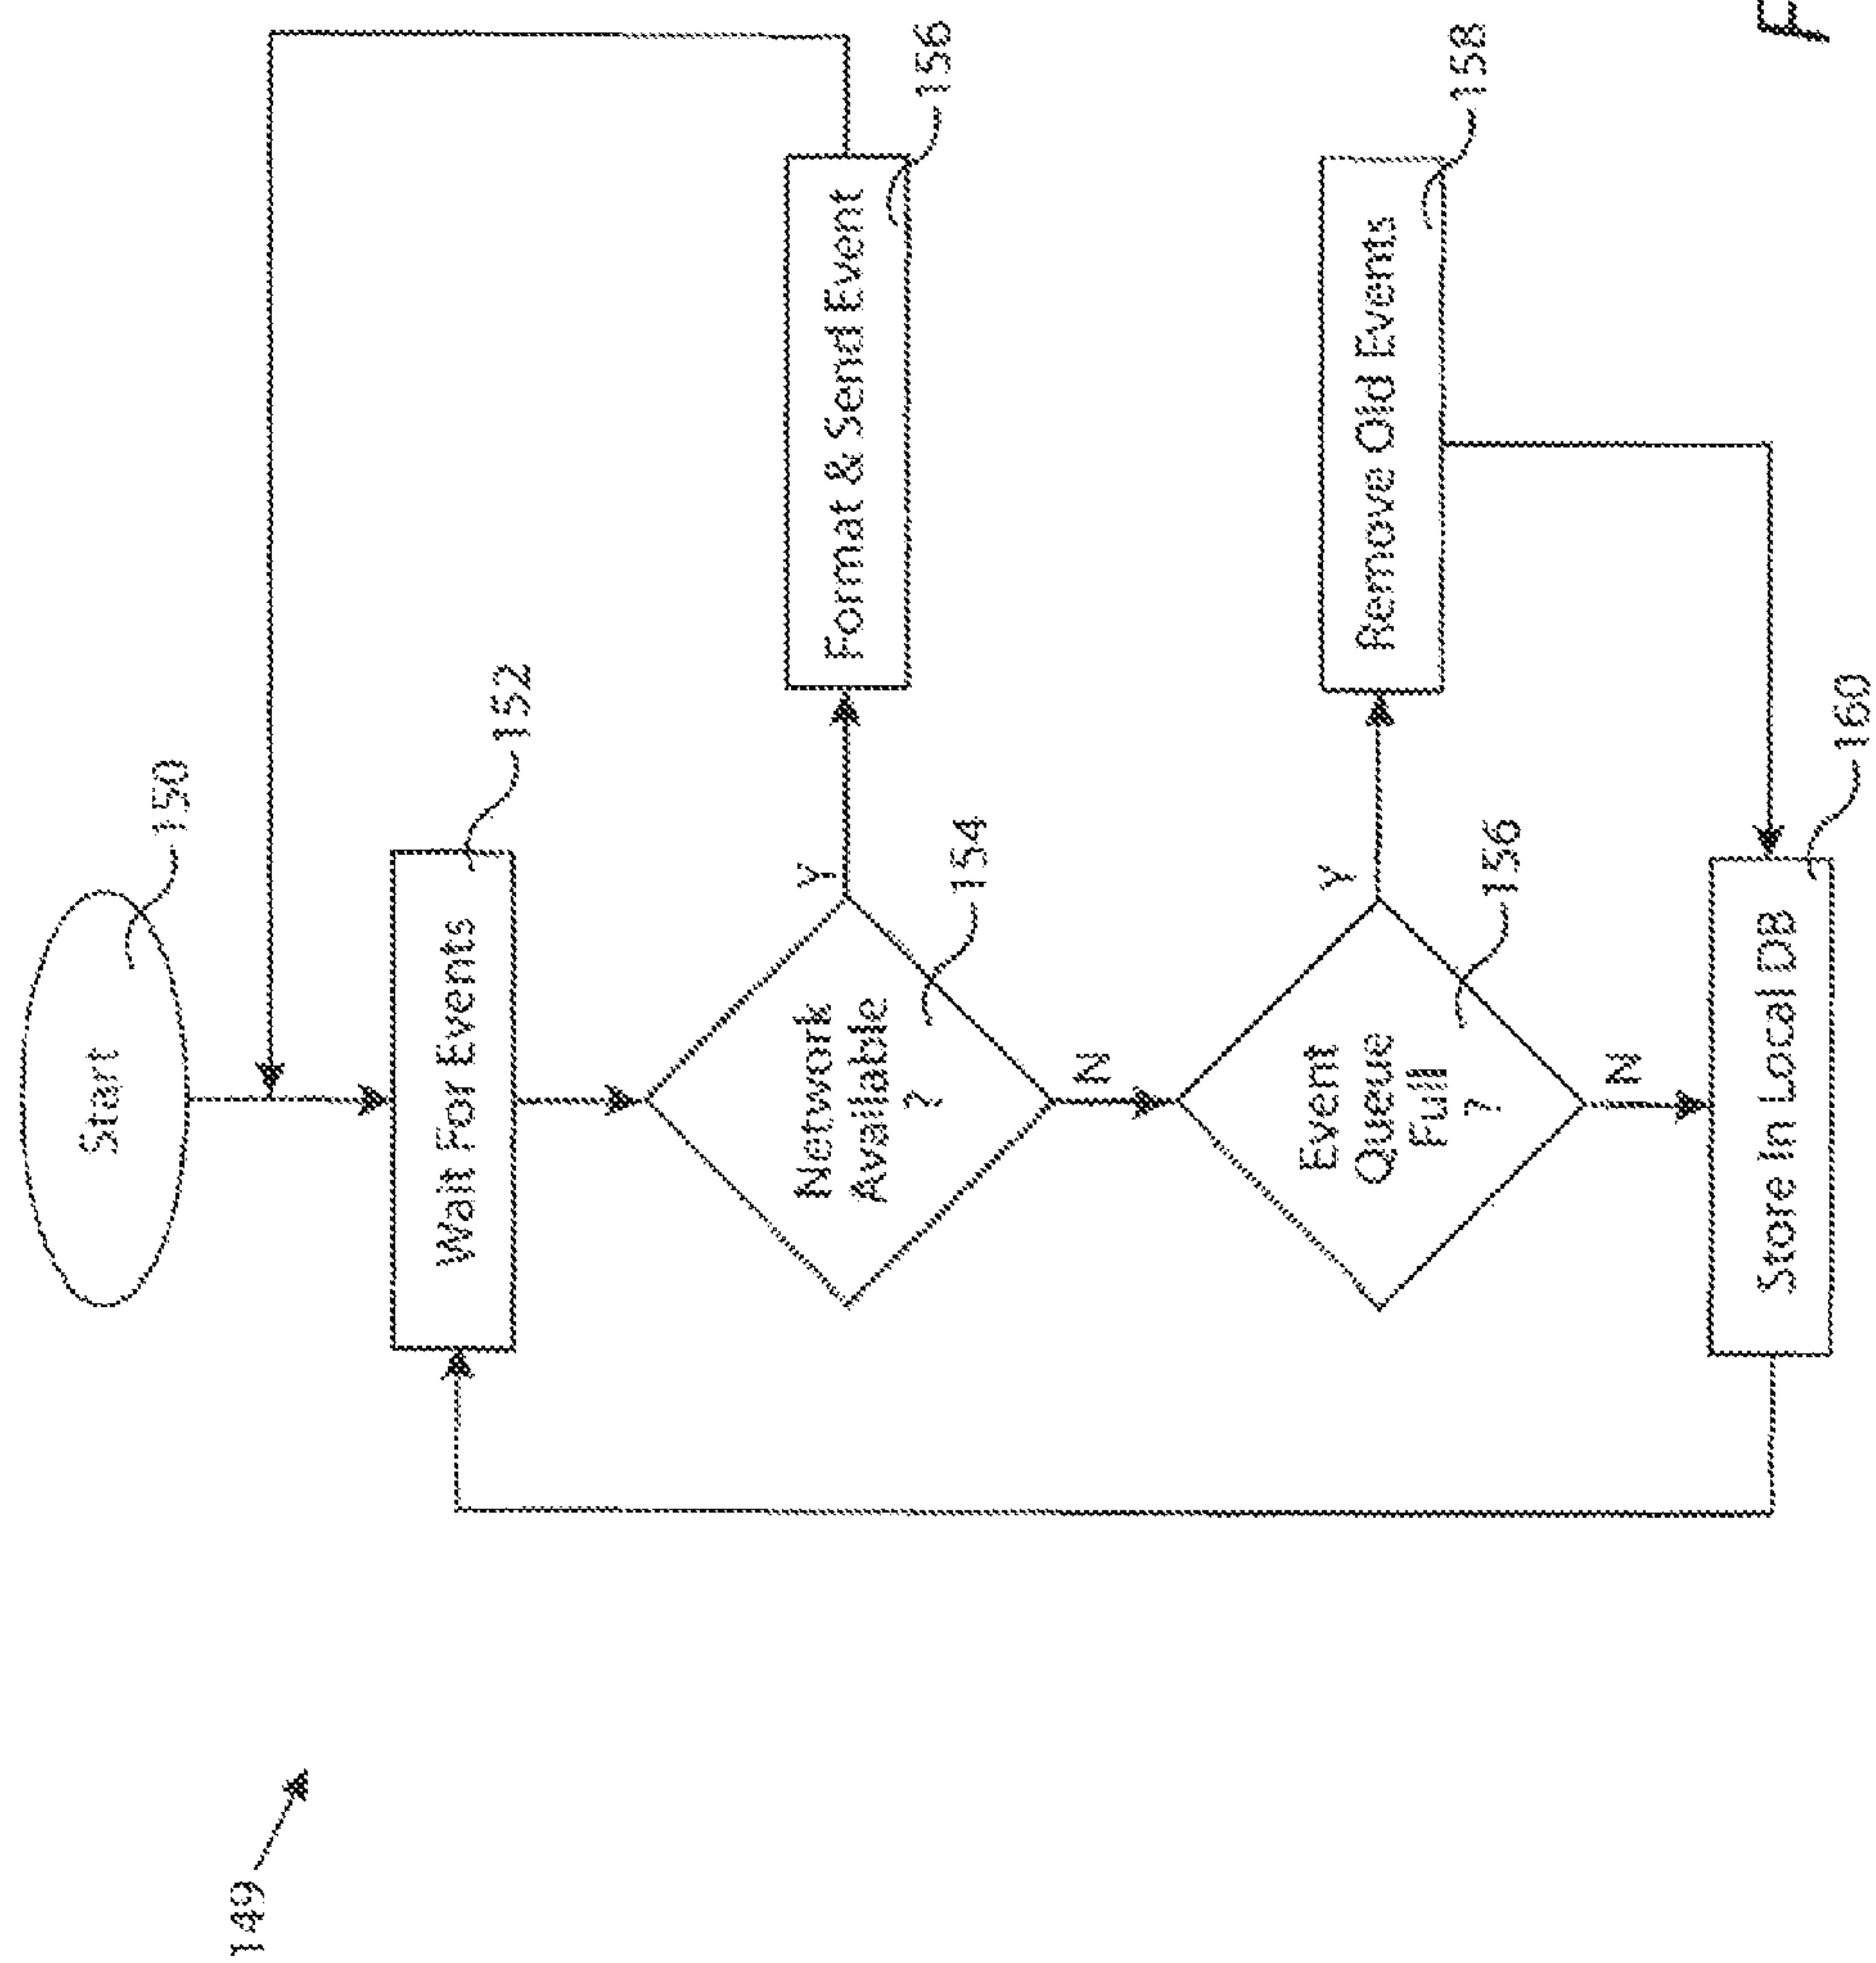 149
Start
150
Wait For Events
152
Network
Available
?
154
Y
N
Format & Send Event
156
Event
Queue
Full
?
156
Y
N
Remove Old Events
158
Store In Local DB
160
F